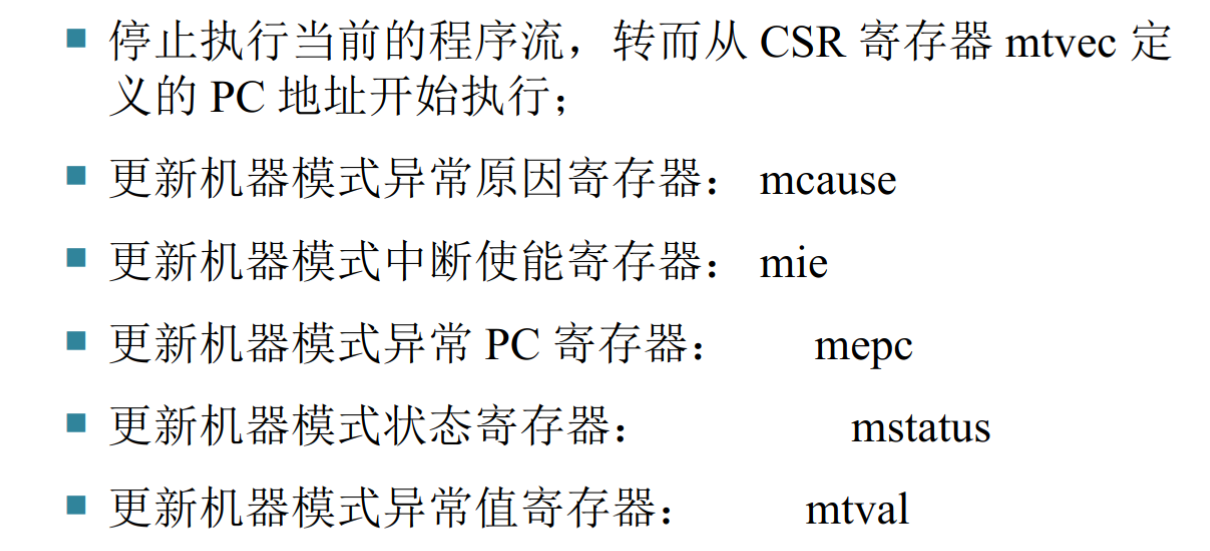 ■ 停止执行当前的程序流，转而从 CSR 寄存器 mtvec 定
义的 PC 地址开始执行；
■ 更新机器模式异常原因寄存器： mcause
■ 更新机器模式中断使能寄存器： mie
■ 更新机器模式异常 PC 寄存器： mepc
■ 更新机器模式状态寄存器： mstatus
■ 更新机器模式异常值寄存器： mtval